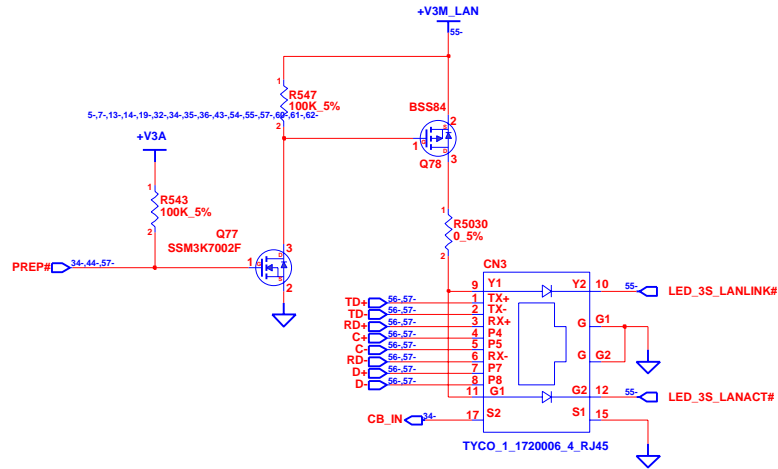 +V3M_LAN
55-
1
R547
100K_5%
2
5-,7-,13-,14-,19-,32-,34-,35-,36-,43-,54-,55-,57-,60-,61-,62-
BSS84
2
S
1
G
D
3
Q78
+V3A
1
R543
100K_5%
2
Q77
SSM3K7002F
3
D
1
G
S
2
PREP#
34-,44-,57-
1
R5030
0_5%
2
CN3
9 Y1 Y2 10 55- LED_3S_LANLINK#
TD+ 56-,57- 1 TX+
TD- 56-,57- 2 TX-
RD+ 56-,57- 3 RX+ G G1
C+ 56-,57- 4 P4
C- 56-,57- 5 P5
RD- 56-,57- 6 RX- G G2
D+ 56-,57- 7 P7
D- 56-,57- 8 P8
11 G1 G2 12 55- LED_3S_LANACT#
CB_IN 34- 17 S2 S1 15
TYCO_1_1720006_4_RJ45